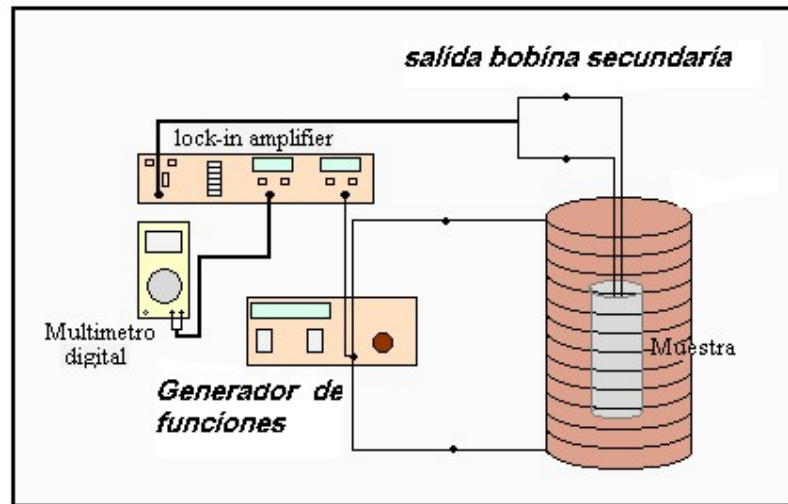 salida bobina secundaria
lock-in amplifier
Multimetro
digital
Muestra
Generador de
funciones